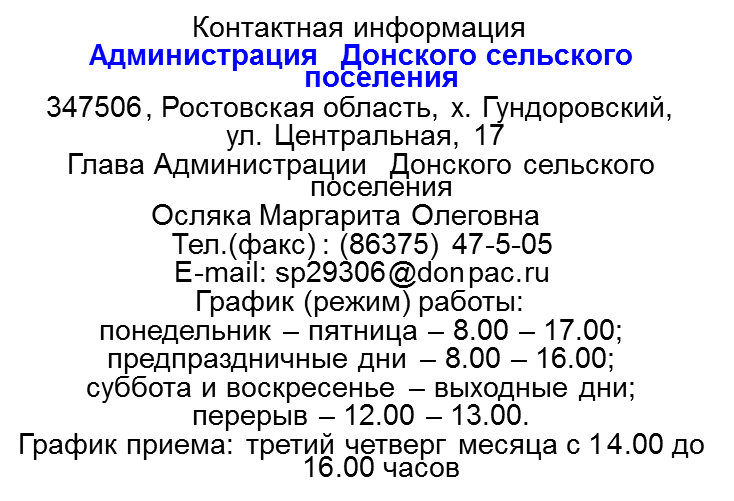 Контактная информация
Администрация Донского сельского
поселения
347506, Ростовская область, х. Гундоровский,
ул. Центральная, 17
Глава Администрации Донского сельского
поселения
Осляка Маргарита Олеговна
Тел.(факс) : (86375) 47-5-05
E-mail: sp29306@donpac.ru
График (режим) работы:
понедельник – пятница – 8.00 – 17.00;
предпраздничные дни – 8.00 – 16.00;
суббота и воскресенье – выходные дни;
перерыв – 12.00 – 13.00.
График приема: третий четверг месяца с 14.00 до
16.00 часов